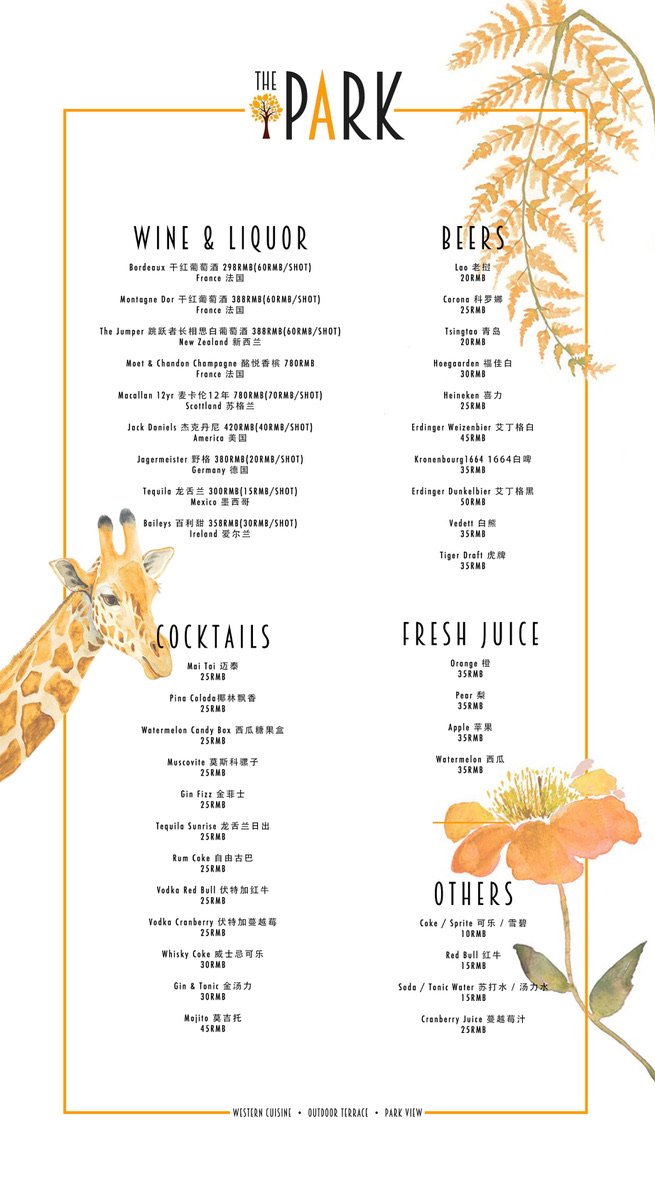 THE
PARK
WINE & LIQUOR
Bordeaux 干红葡萄酒 298RMB(60RMB/SHOT)
France 法国
Montagne Dor 干红葡萄酒 388RMB(60RMB/SHOT)
France 法国
The Jumper 跳跃者长相思白葡萄酒 388RMB(60RMB/SHOT)
New Zealand 新西兰
Moet & Chandon Champagne 酩悦香槟 780RMB
France 法国
Macallan 12yr 麦卡伦12年 780RMB(70RMB/SHOT)
Scottland 苏格兰
Jack Daniels 杰克丹尼 420RMB(40RMB/SHOT)
America 美国
Jagermeister 野格 380RMB(20RMB/SHOT)
Germany 德国
Tequila 龙舌兰 300RMB(15RMB/SHOT)
Mexico 墨西哥
Baileys 百利甜 358RMB(30RMB/SHOT)
Ireland 爱尔兰
BEERS
Lao 老挝
20RMB
Corona 科罗娜
25RMB
Tsingtao 青岛
20RMB
Hoegaarden 福佳白
30RMB
Heineken 喜力
25RMB
Erdinger Weizenbier 艾丁格白
45RMB
Kronenbourg1664 1664白啤
35RMB
Erdinger Dunkelbier 艾丁格黑
50RMB
Vedett 白熊
35RMB
Tiger Draft 虎牌
35RMB
COCKTAILS
Mai Tai 迈泰
25RMB
Pina Colada椰林飘香
25RMB
Watermelon Candy Box 西瓜糖果盒
25RMB
Muscovite 莫斯科骡子
25RMB
Gin Fizz 金菲士
25RMB
Tequila Sunrise 龙舌兰日出
25RMB
Rum Coke 自由古巴
25RMB
Vodka Red Bull 伏特加红牛
25RMB
Vodka Cranberry 伏特加蔓越莓
25RMB
Whisky Coke 威士忌可乐
30RMB
Gin & Tonic 金汤力
30RMB
Mojito 莫吉托
45RMB
FRESH JUICE
Orange 橙
35RMB
Pear 梨
35RMB
Apple 苹果
35RMB
Watermelon 西瓜
35RMB
OTHERS
Coke / Sprite 可乐 / 雪碧
10RMB
Red Bull 红牛
15RMB
Soda / Tonic Water 苏打水 / 汤力水
15RMB
Cranberry Juice 蔓越莓汁
25RMB
WESTERN CUISINE • OUTDOOR TERRACE • PARK VIEW